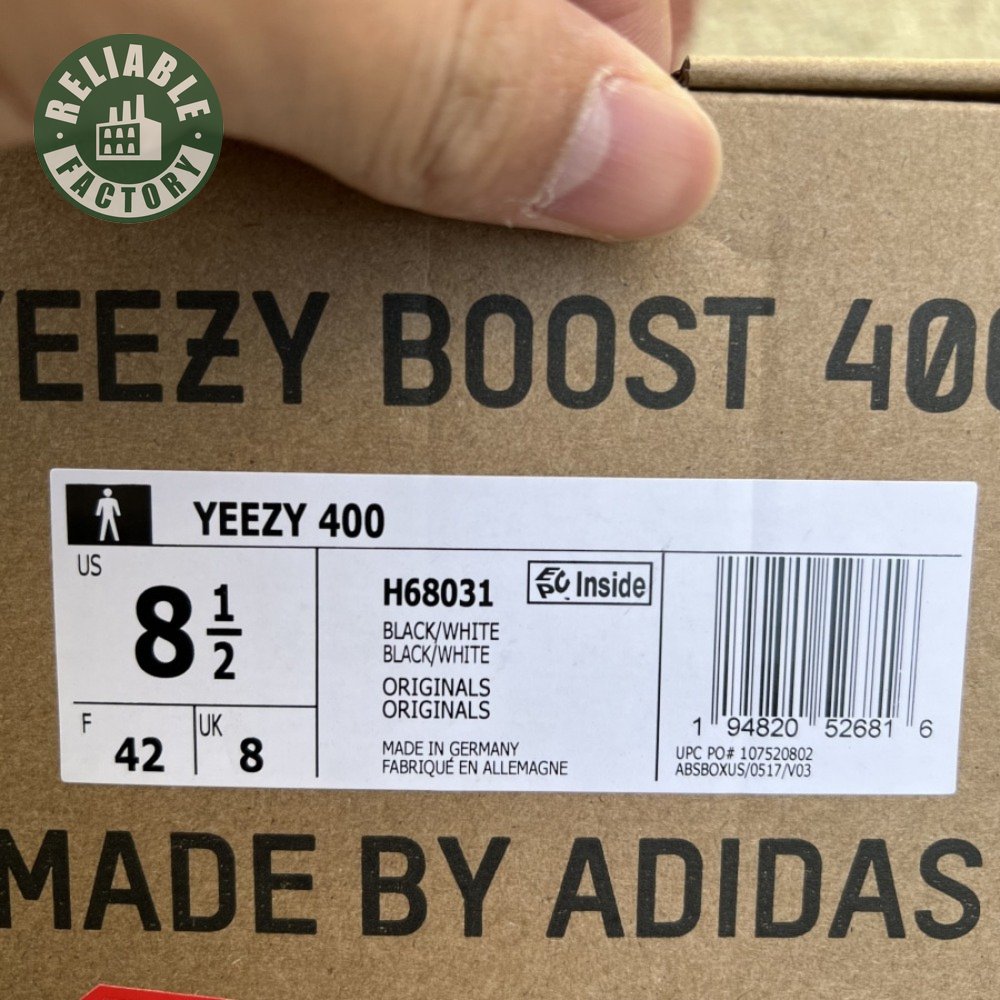 RELIABLE
FACTORY
YEEZY BOOST 400
YEEZY 400
US
8 1/2
F
42
UK
8
H68031
EPC Inside
BLACK/WHITE
BLACK/WHITE
ORIGINALS
ORIGINALS
MADE IN GERMANY
FABRIQUÉ EN ALLEMAGNE
1 94820 52681 6
UPC PO# 107520802
ABSBOXUS/0517/V03
MADE BY ADIDAS